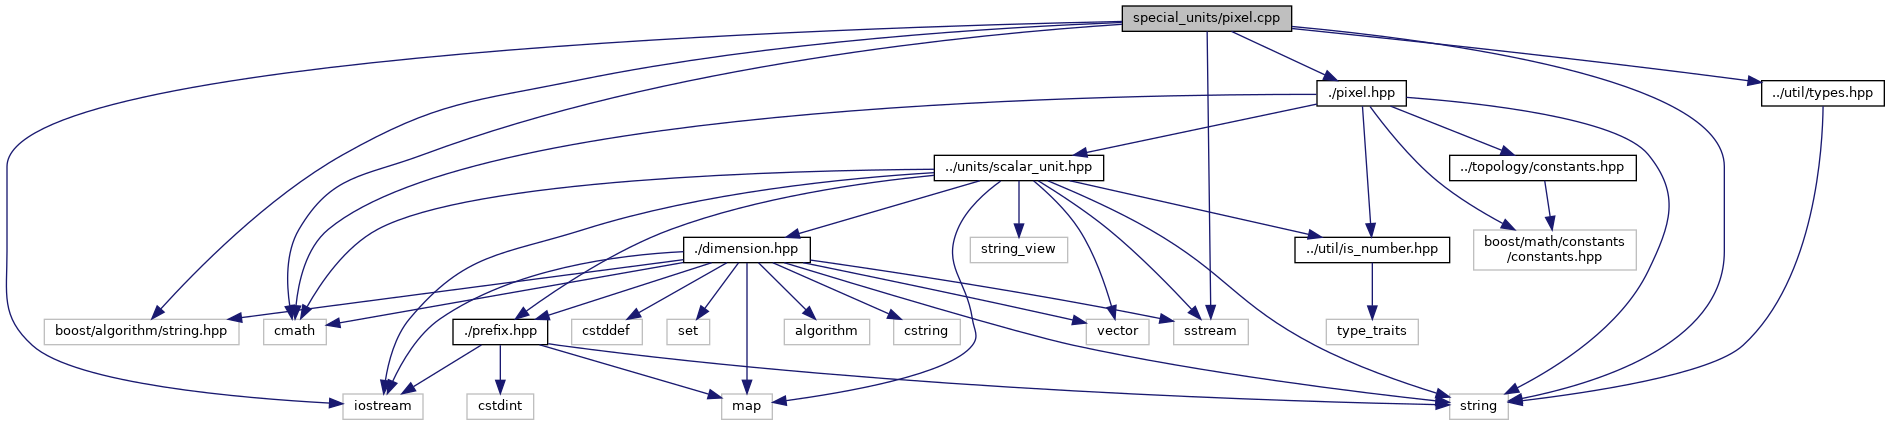 special_units/pixel.cpp
./pixel.hpp
../util/types.hpp
../units/scalar_unit.hpp
../topology/constants.hpp
./dimension.hpp
string_view
../util/is_number.hpp
boost/math/constants
/constants.hpp
boost/algorithm/string.hpp
cmath
./prefix.hpp
cstddef
set
algorithm
cstring
vector
sstream
type_traits
iostream
cstdint
map
string